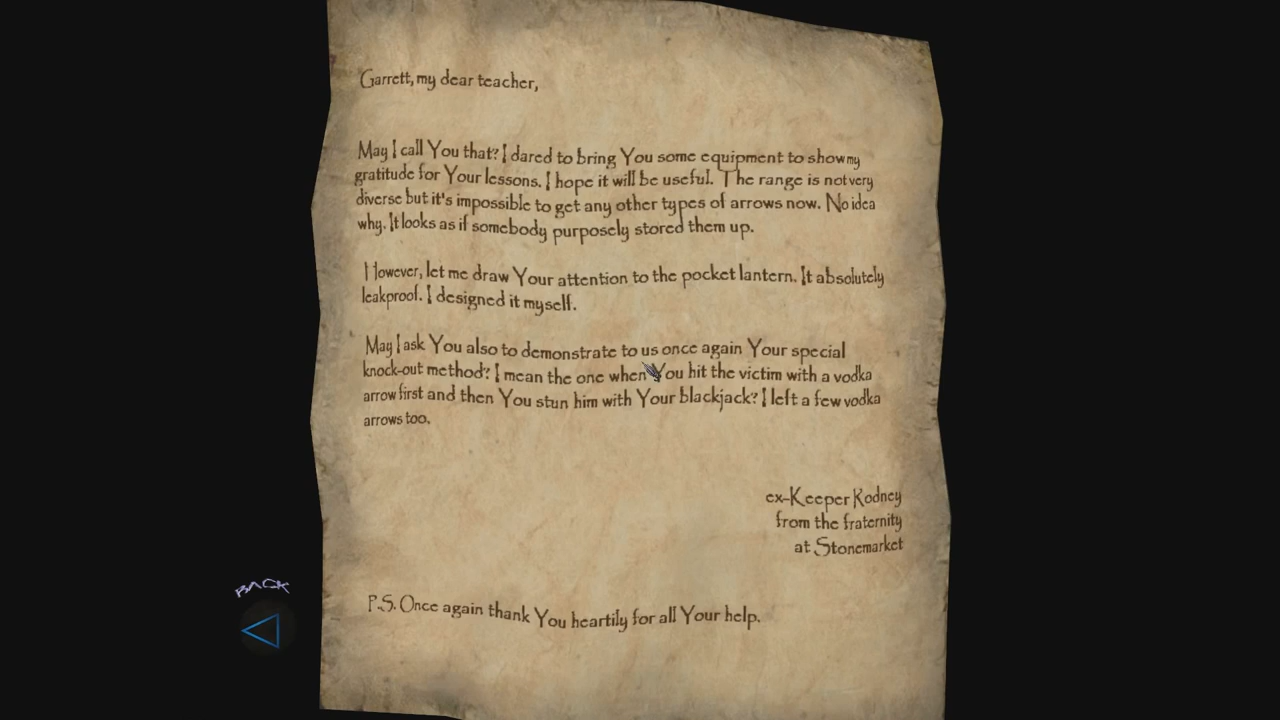 Garrett, my dear teacher,
May I call You that? I dared to bring You some equipment to show my
gratitude for Your lessons. I hope it will be useful. The range is not very
diverse but it's impossible to get any other types of arrows now. No idea
why. It looks as if somebody purposely stored them up.
However, let me draw Your attention to the pocket lantern. It absolutely
leakproof. I designed it myself.
May I ask You also to demonstrate to us once again Your special
knock-out method? I mean the one when You hit the victim with a vodka
arrow first and then You stun him with Your blackjack? I left a few vodka
arrows too.
ex-Keeper Rodney
from the fraternity
at Stonemarket
BACK
P.S. Once again thank You heartily for all Your help.